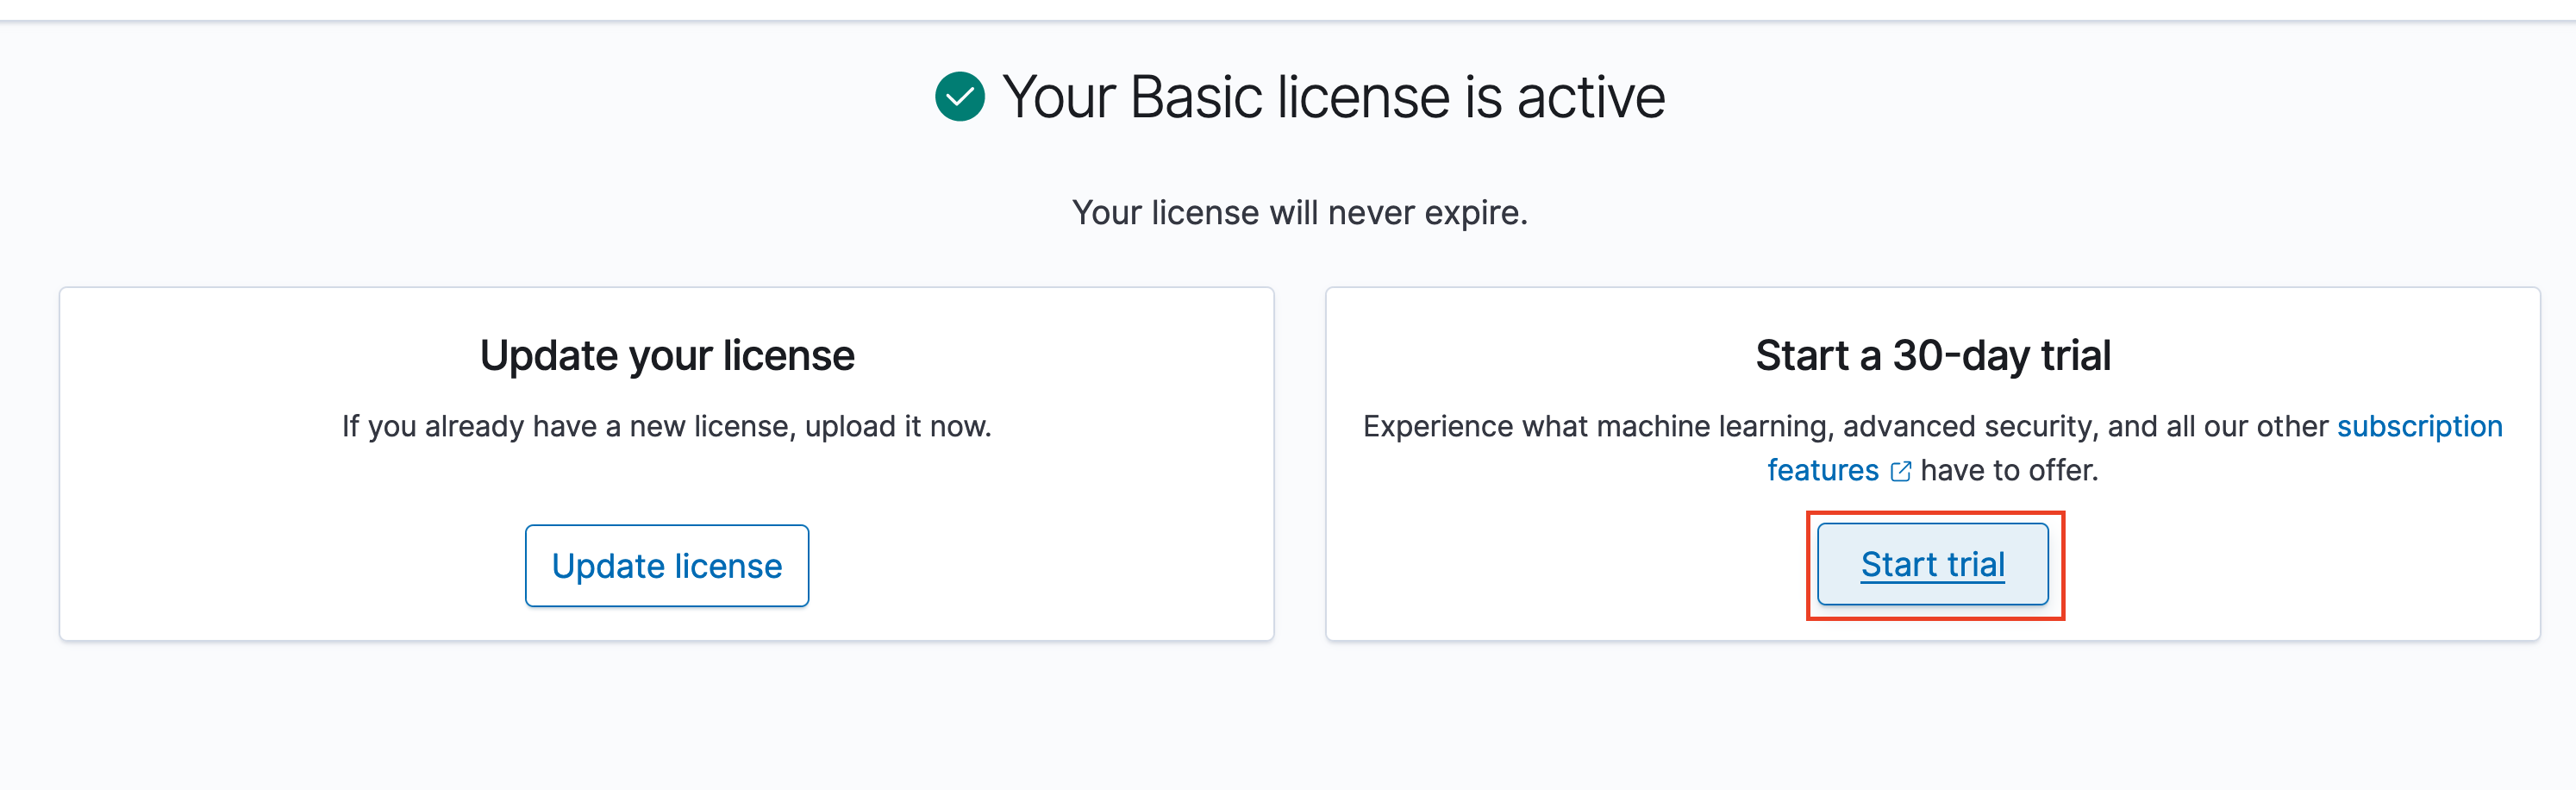 Your Basic license is active
Your license will never expire.
Update your license
If you already have a new license, upload it now.
Update license
Start a 30-day trial
Experience what machine learning, advanced security, and all our other subscription
features have to offer.
Start trial